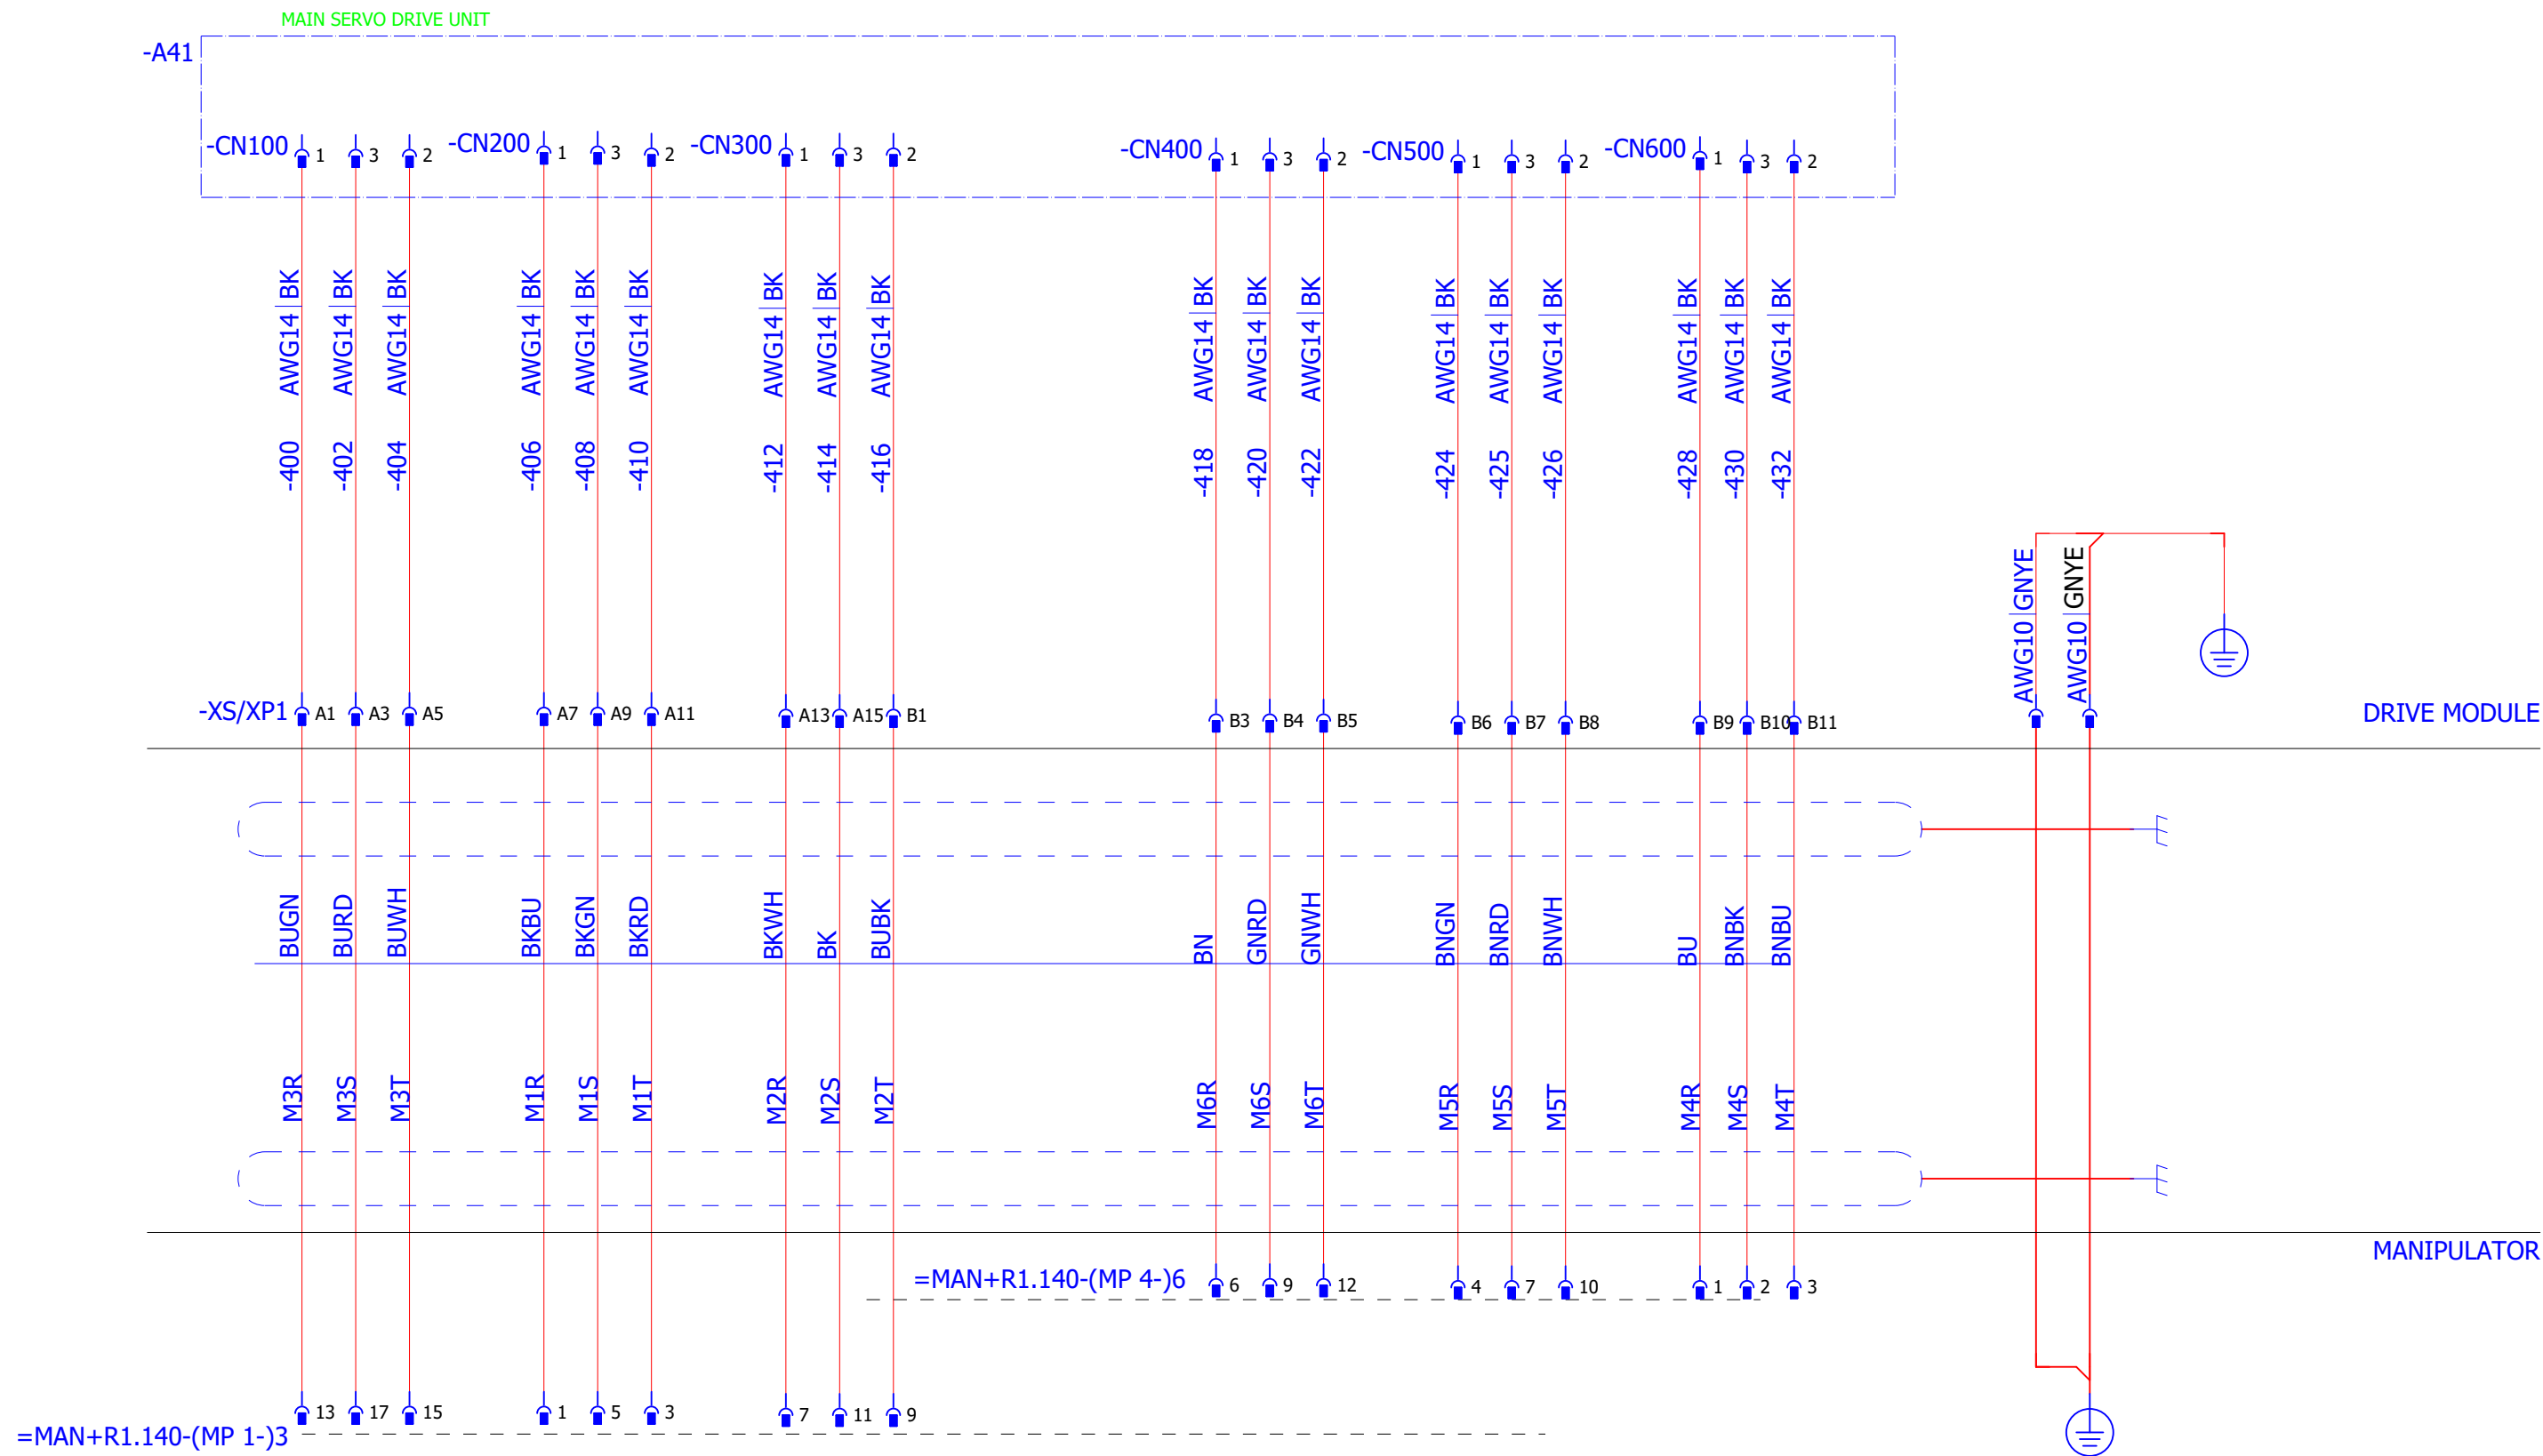 MAIN SERVO DRIVE UNIT
-A41
-CN100 1 3 2 -CN200 1 3 2 -CN300 1 3 2 -CN400 1 3 2 -CN500 1 3 2 -CN600 1 3 2
AWG14 BK AWG14 BK AWG14 BK AWG14 BK AWG14 BK AWG14 BK AWG14 BK AWG14 BK AWG14 BK AWG14 BK AWG14 BK AWG14 BK AWG14 BK AWG14 BK AWG14 BK AWG14 BK AWG14 BK AWG14 BK
-400 -402 -404 -406 -408 -410 -412 -414 -416 -418 -420 -422 -424 -425 -426 -428 -430 -432
AWG10 GNYE AWG10 GNYE
-XS/XP1 A1 A3 A5 A7 A9 A11 A13 A15 B1 B3 B4 B5 B6 B7 B8 B9 B10 B11
DRIVE MODULE
BUGN BURD BUWH BKBU BKGN BKRD BKWH BK BUBK BN GNRD GNWH BNGN BNRD BNWH BU BNBK BNBU
M3R M3S M3T M1R M1S M1T M2R M2S M2T M6R M6S M6T M5R M5S M5T M4R M4S M4T
MANIPULATOR
=MAN+R1.140-(MP 4-)6 6 9 12 4 7 10 1 2 3
13 17 15 1 5 3 7 11 9
=MAN+R1.140-(MP 1-)3